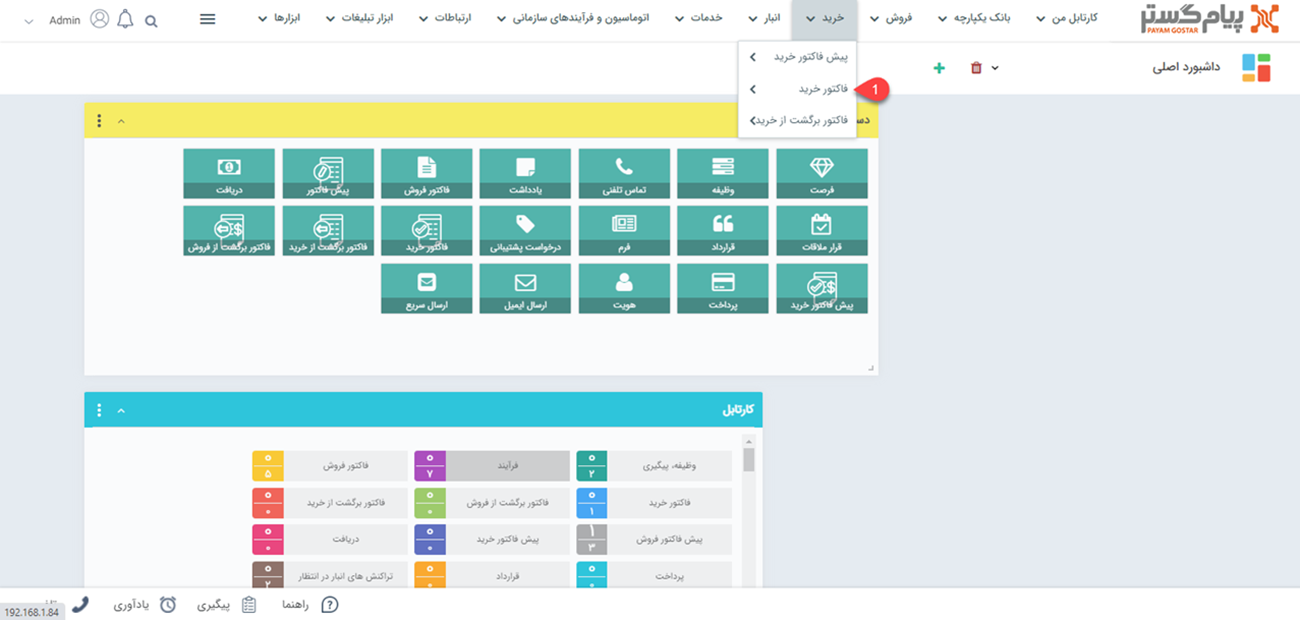 پیام گستر
PAYAM GOSTAR
کارتابل من
بانک یکپارچه
فروش
خرید
انبار
خدمات
اتوماسیون و فرآیندهای سازمانی
ارتباطات
ابزار تبلیغات
ابزارها
Admin
داشبورد اصلی
پیش فاکتور خرید
فاکتور خرید
1
فاکتور برگشت از خرید
دس
فرصت
وظیفه
تماس تلفنی
یادداشت
فاکتور فروش
پیش فاکتور
دریافت
قرار ملاقات
قرارداد
فرم
درخواست پشتیبانی
فاکتور خرید
فاکتور برگشت از خرید
فاکتور برگشت از فروش
پیش فاکتور خرید
پرداخت
هویت
ارسال ایمیل
ارسال سریع
کارتابل
وظیفه، پیگیری
۰
۲
فرآیند
۰
۷
فاکتور فروش
۰
۵
فاکتور خرید
۰
۱
فاکتور برگشت از فروش
۰
۰
فاکتور برگشت از خرید
۰
۰
پیش فاکتور فروش
۱
۳
پیش فاکتور خرید
۰
۰
دریافت
۰
۰
پرداخت
۰
۰
قرارداد
۰
۰
تراکنش های انبار در انتظار
۰
۲
راهنما
پیگیری
یادآوری
192.168.1.84